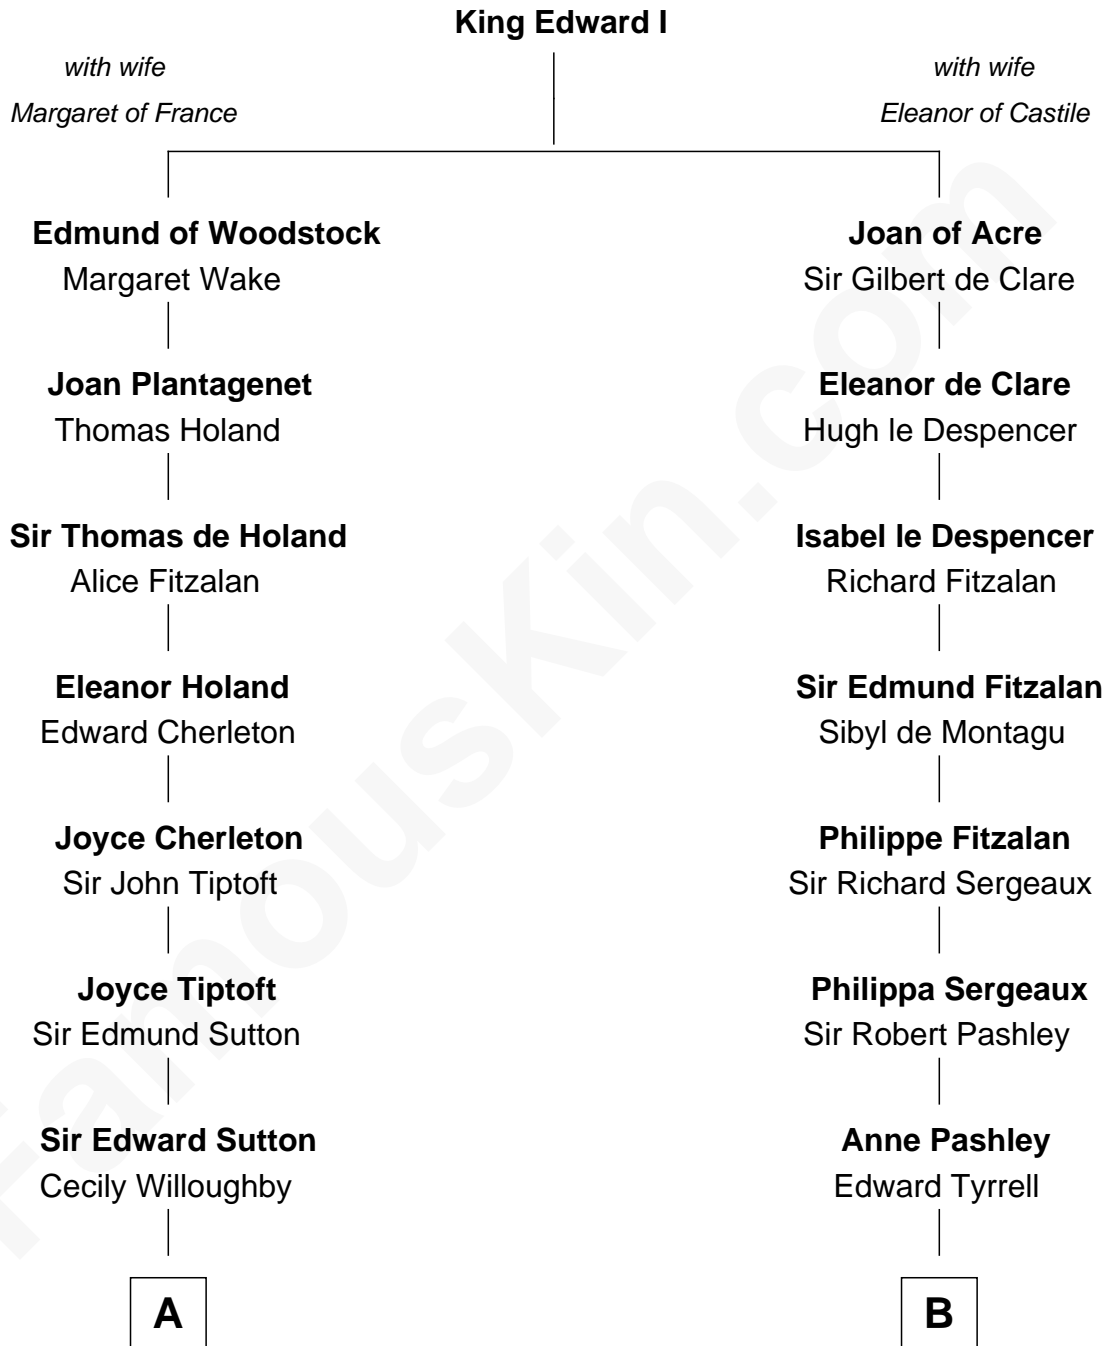 King Edward I
with wife
Margaret of France
with wife
Eleanor of Castile
Edmund of Woodstock
Margaret Wake
Joan of Acre
Sir Gilbert de Clare
Joan Plantagenet
Thomas Holand
Eleanor de Clare
Hugh le Despencer
Sir Thomas de Holand
Alice Fitzalan
Isabel le Despencer
Richard Fitzalan
Eleanor Holand
Edward Cherleton
Sir Edmund Fitzalan
Sibyl de Montagu
Joyce Cherleton
Sir John Tiptoft
Philippe Fitzalan
Sir Richard Sergeaux
Joyce Tiptoft
Sir Edmund Sutton
Philippa Sergeaux
Sir Robert Pashley
Sir Edward Sutton
Cecily Willoughby
Anne Pashley
Edward Tyrrell
A
B
FamousKin.com